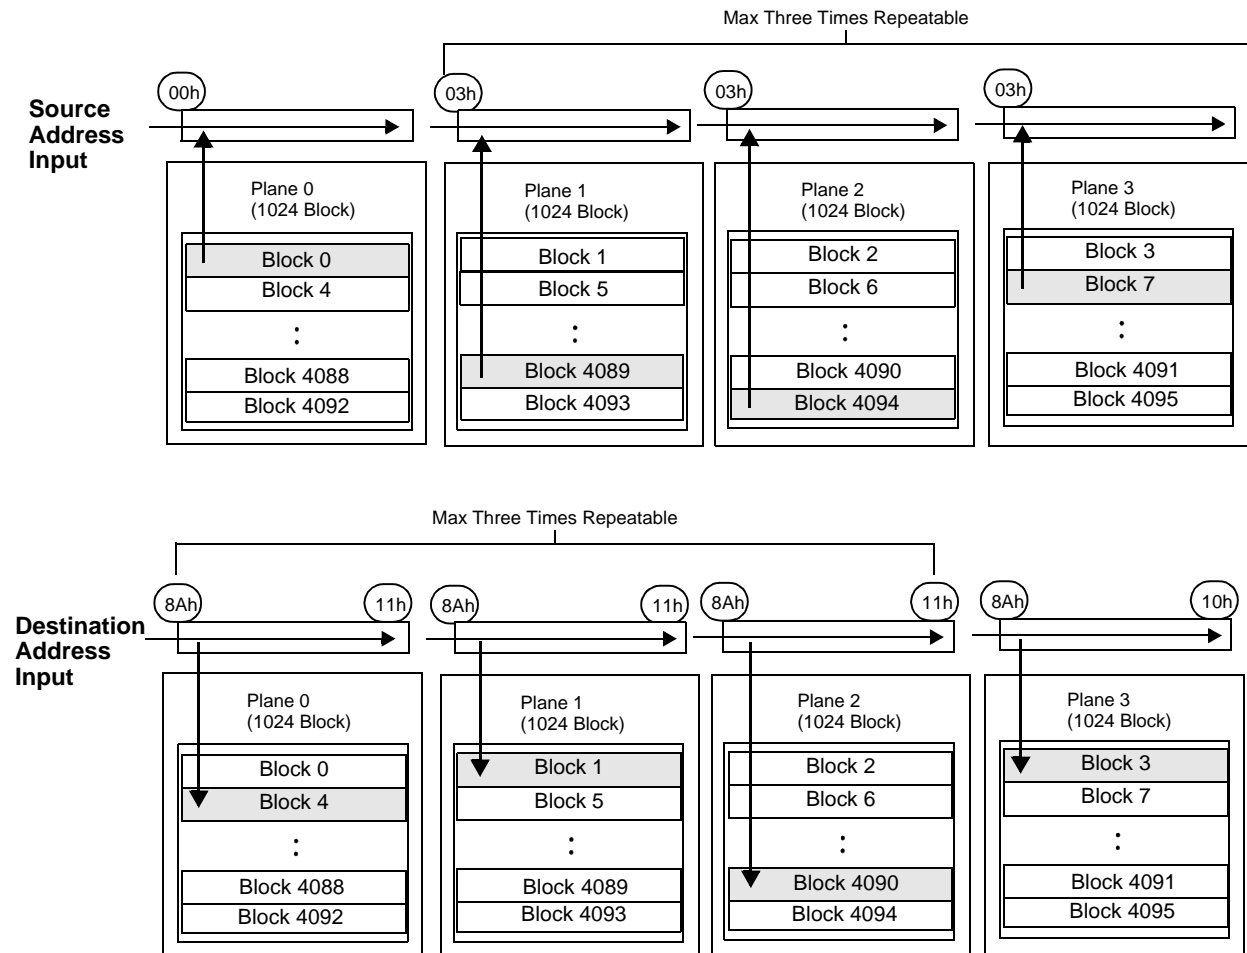 Max Three Times Repeatable
00h
03h
03h
03h
Source
Address
Input
Plane 0
(1024 Block)
Block 0
Block 4
:
Block 4088
Block 4092
Plane 1
(1024 Block)
Block 1
Block 5
:
Block 4089
Block 4093
Plane 2
(1024 Block)
Block 2
Block 6
:
Block 4090
Block 4094
Plane 3
(1024 Block)
Block 3
Block 7
:
Block 4091
Block 4095
Max Three Times Repeatable
8Ah
11h
8Ah
11h
8Ah
11h
8Ah
10h
Destination
Address
Input
Plane 0
(1024 Block)
Block 0
Block 4
:
Block 4088
Block 4092
Plane 1
(1024 Block)
Block 1
Block 5
:
Block 4089
Block 4093
Plane 2
(1024 Block)
Block 2
Block 6
:
Block 4090
Block 4094
Plane 3
(1024 Block)
Block 3
Block 7
:
Block 4091
Block 4095